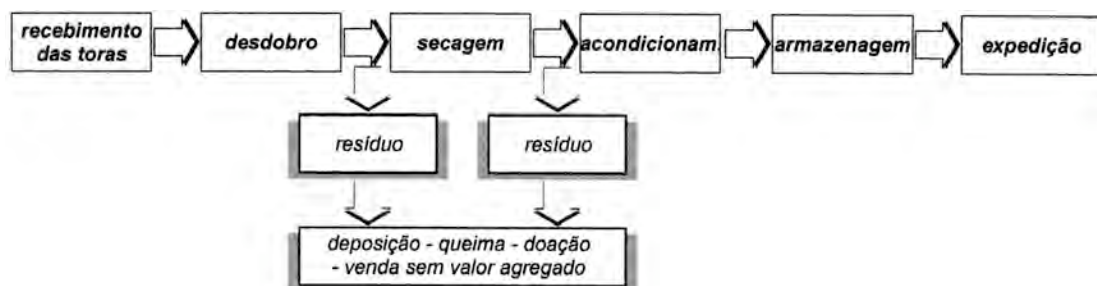 recebimento
das toras
desdobro
secagem
acondicionam.
armazenagem
expedição
resíduo
resíduo
deposição - queima - doação
- venda sem valor agregado